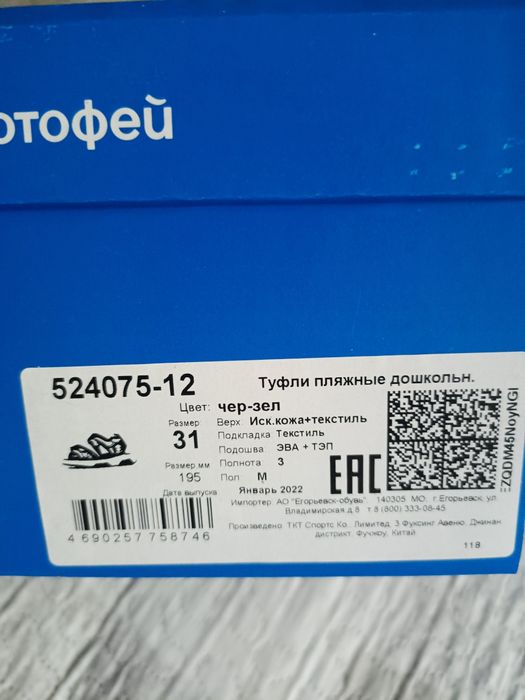 отофей
524075-12
Туфли пляжные дошкольн.
Цвет: чер-зел
Размер 31
Верх Иск.кожа+текстиль
Подкладка Текстиль
Подошва ЭВА + ТЭП
Размер,мм 195
Полнота 3
Пол М
Дата выпуска Январь 2022
EAC
Импортер: АО "Егорьевск-обувь" 140305 МО, г.Егорьевск ул.
Владимирская д.8 т.8 (800) 333-08-45
Произведено ТКТ Спортс Ко. Лимитед, 3 Фуксинг Авеню, Джинан
дистрикт, Фучжоу, Китай
4 690257 758746
118
EZQDM45NoyNGI